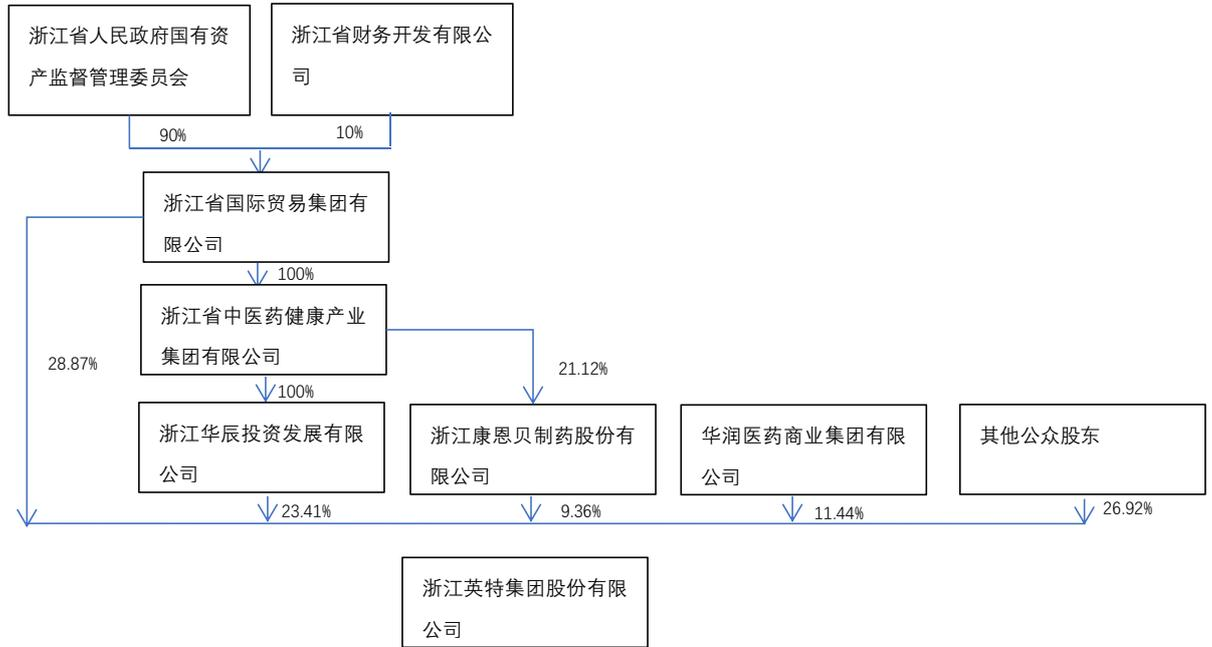 浙江省人民政府国有资
产监督管理委员会
浙江省财务开发有限公
司
90%
10%
浙江省国际贸易集团有
限公司
100%
浙江省中医药健康产业
集团有限公司
28.87%
21.12%
100%
浙江华辰投资发展有限
公司
浙江康恩贝制药股份有
限公司
华润医药商业集团有限
公司
其他公众股东
23.41%
9.36%
11.44%
26.92%
浙江英特集团股份有限
公司